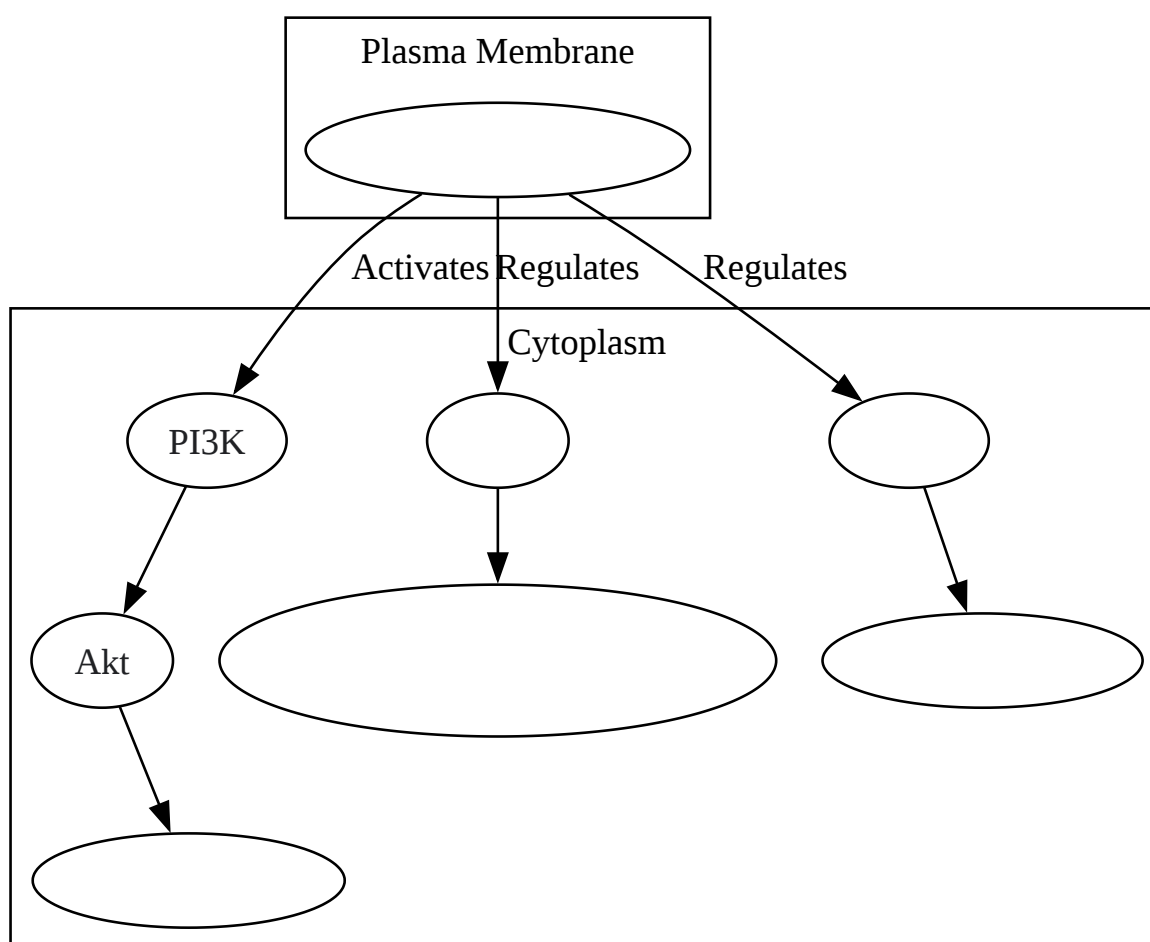 Plasma Membrane
Activates
Regulates
Regulates
Cytoplasm
PI3K
Akt